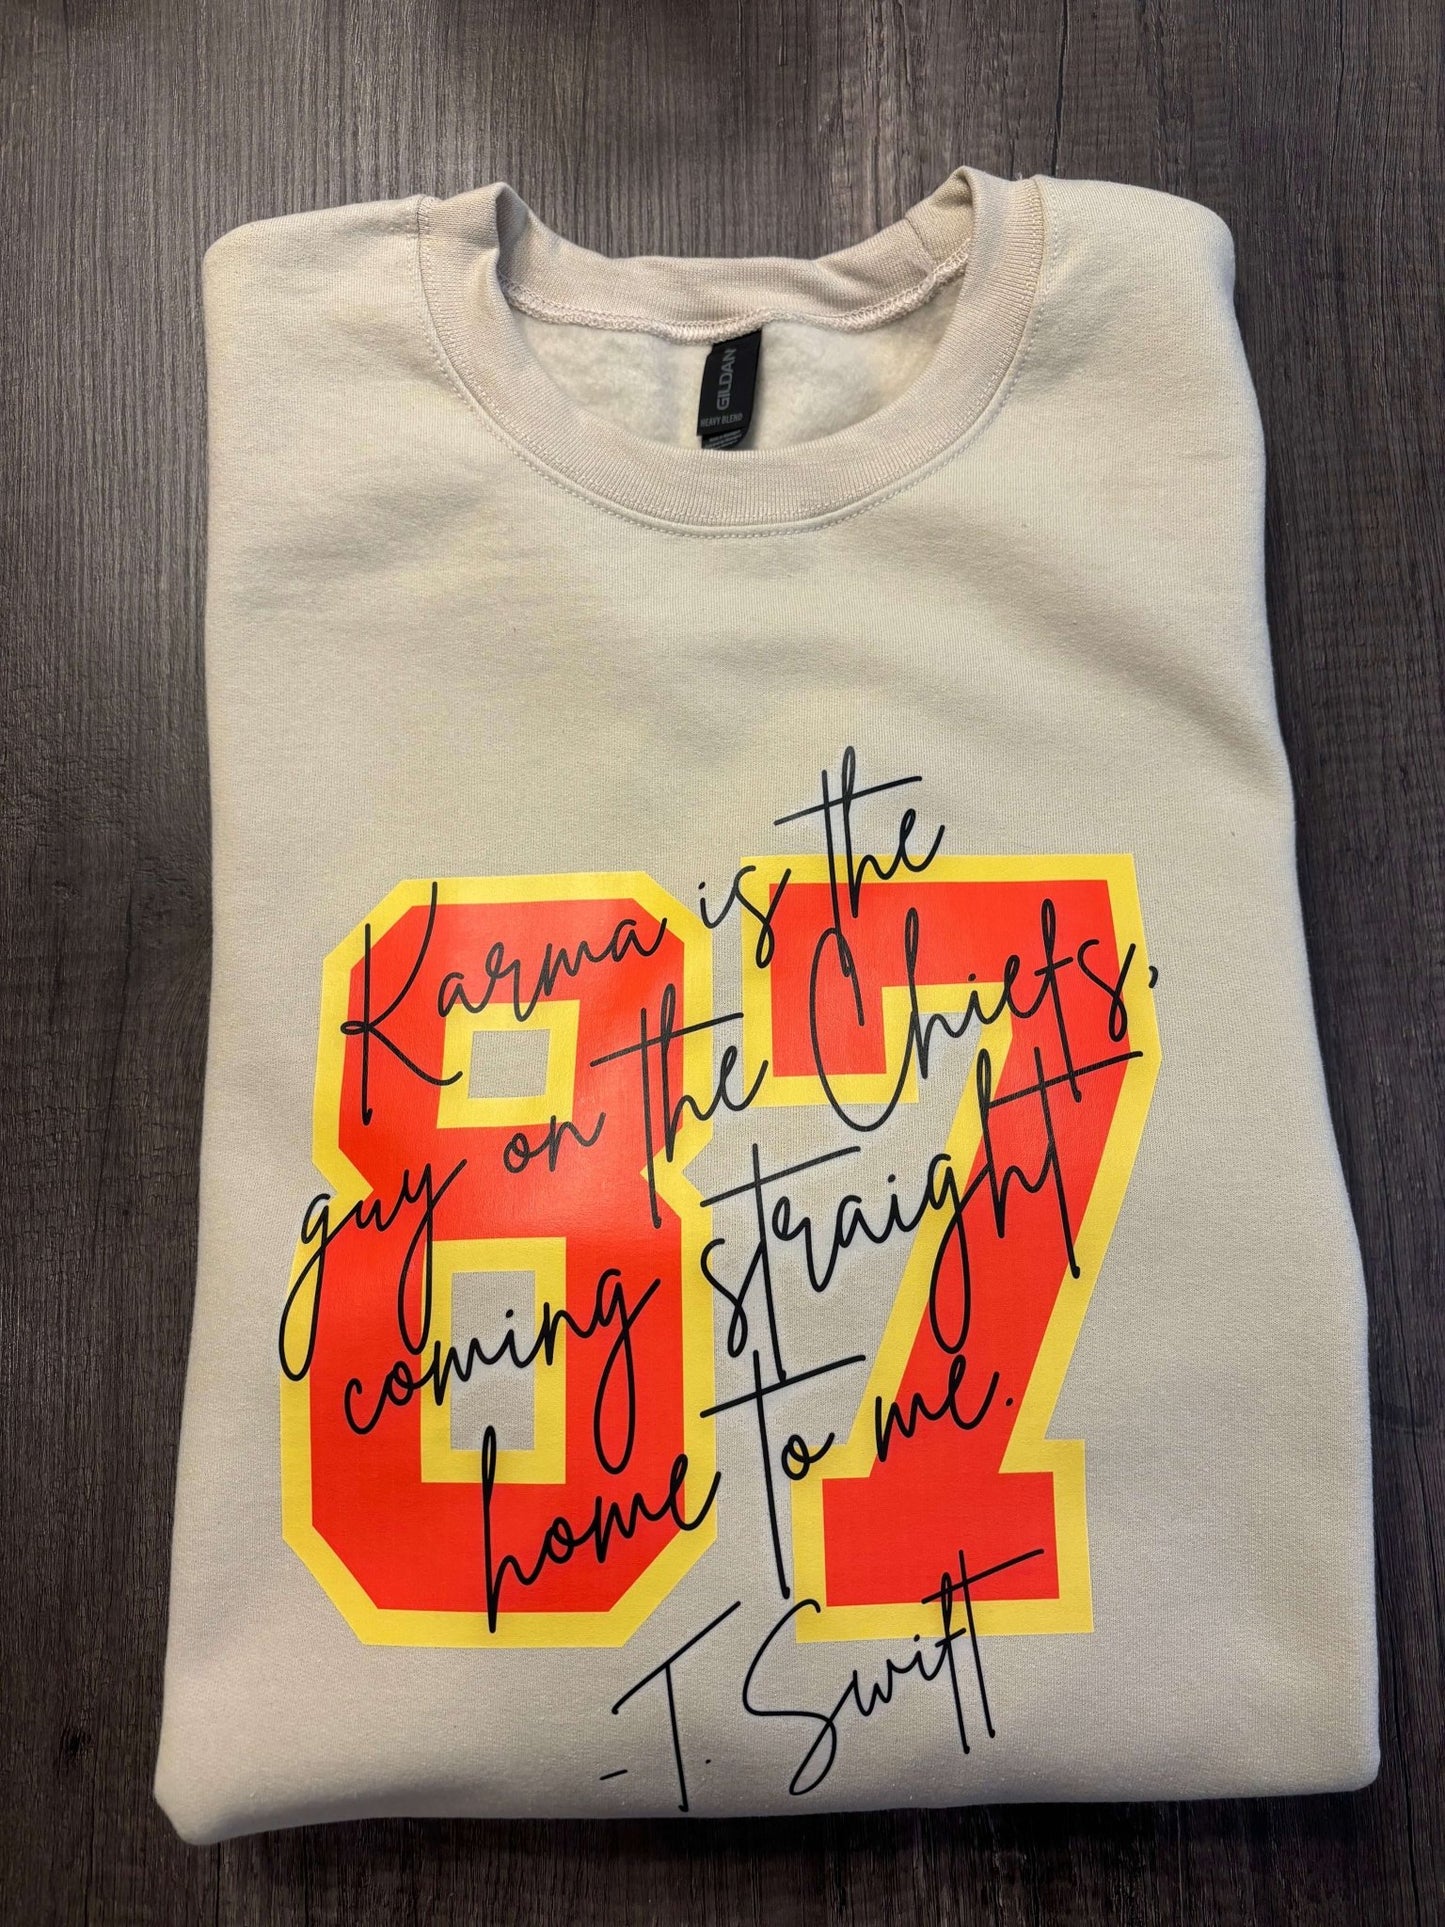 GILDAN
HEAVY BLEND
87
Karma is the
guy on the Chiefs,
coming straight
home to me.
-T. Swift